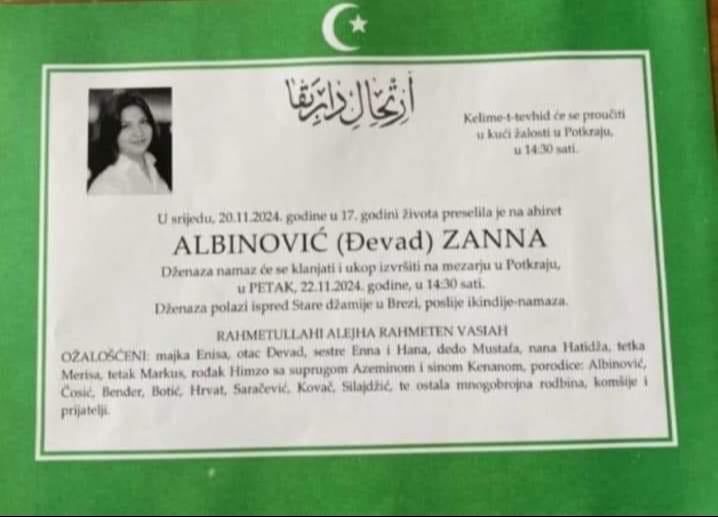 اِرْتِحَالِ دَارِ بَقَا
Kelime-t-tevhid će se proučiti
u kući žalosti u Potkraju,
u 14:30 sati.
U srijedu, 20.11.2024. godine u 17. godini života preselila je na ahiret
ALBINOVIĆ (Đevad) ZANNA
Dženaza namaz će se klanjati i ukop izvršiti na mezarju u Potkraju,
u PETAK, 22.11.2024. godine, u 14:30 sati.
Dženaza polazi ispred Stare džamije u Brezi, poslije ikindije-namaza.
RAHMETULLAHI ALEJHA RAHMETEN VASIAH
OŽALOŠĆENI: majka Enisa, otac Đevad, sestre Enna i Hana, dedo Mustafa, nana Hatidža, tetka
Merisa, tetak Markus, rođak Himzo sa suprugom Azeminom i sinom Kenanom, porodice: Albinović,
Ćosić, Bender, Botić, Hrvat, Saračević, Kovač, Silajdžić, te ostala mnogobrojna rodbina, komšije i
prijatelji.